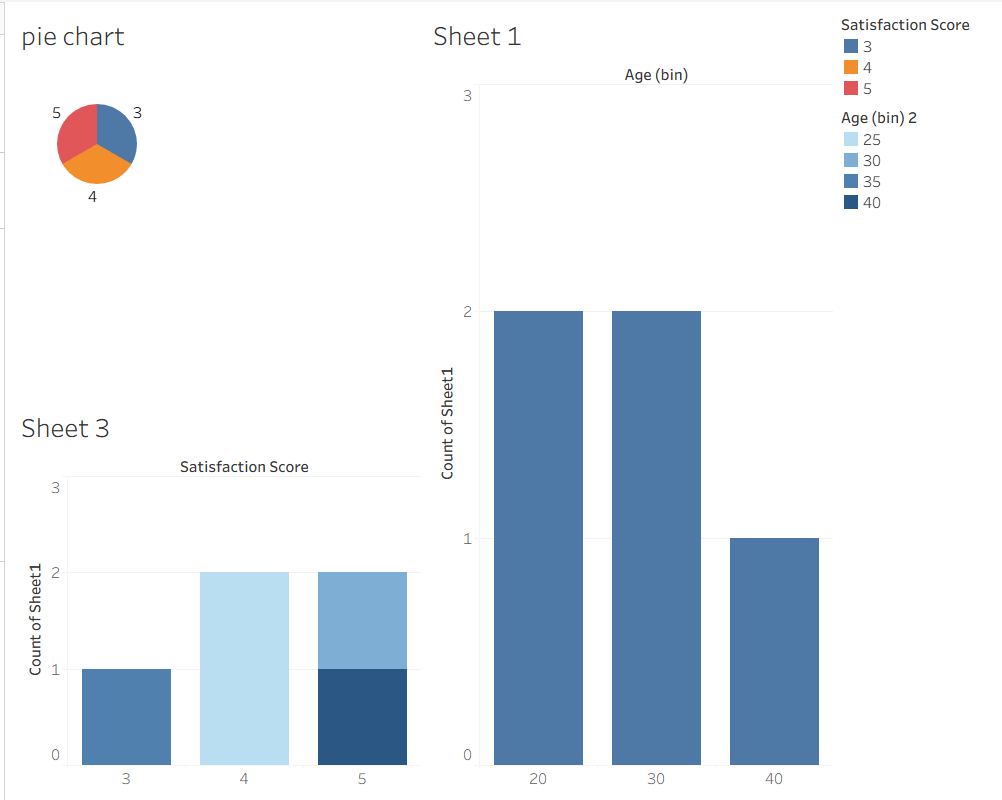 pie chart
5
3
4
Sheet 3
Satisfaction Score
3
2
1
0
Count of Sheet1
3
4
5
Sheet 1
Age (bin)
3
2
1
0
Count of Sheet1
20
30
40
Satisfaction Score
3
4
5
Age (bin) 2
25
30
35
40